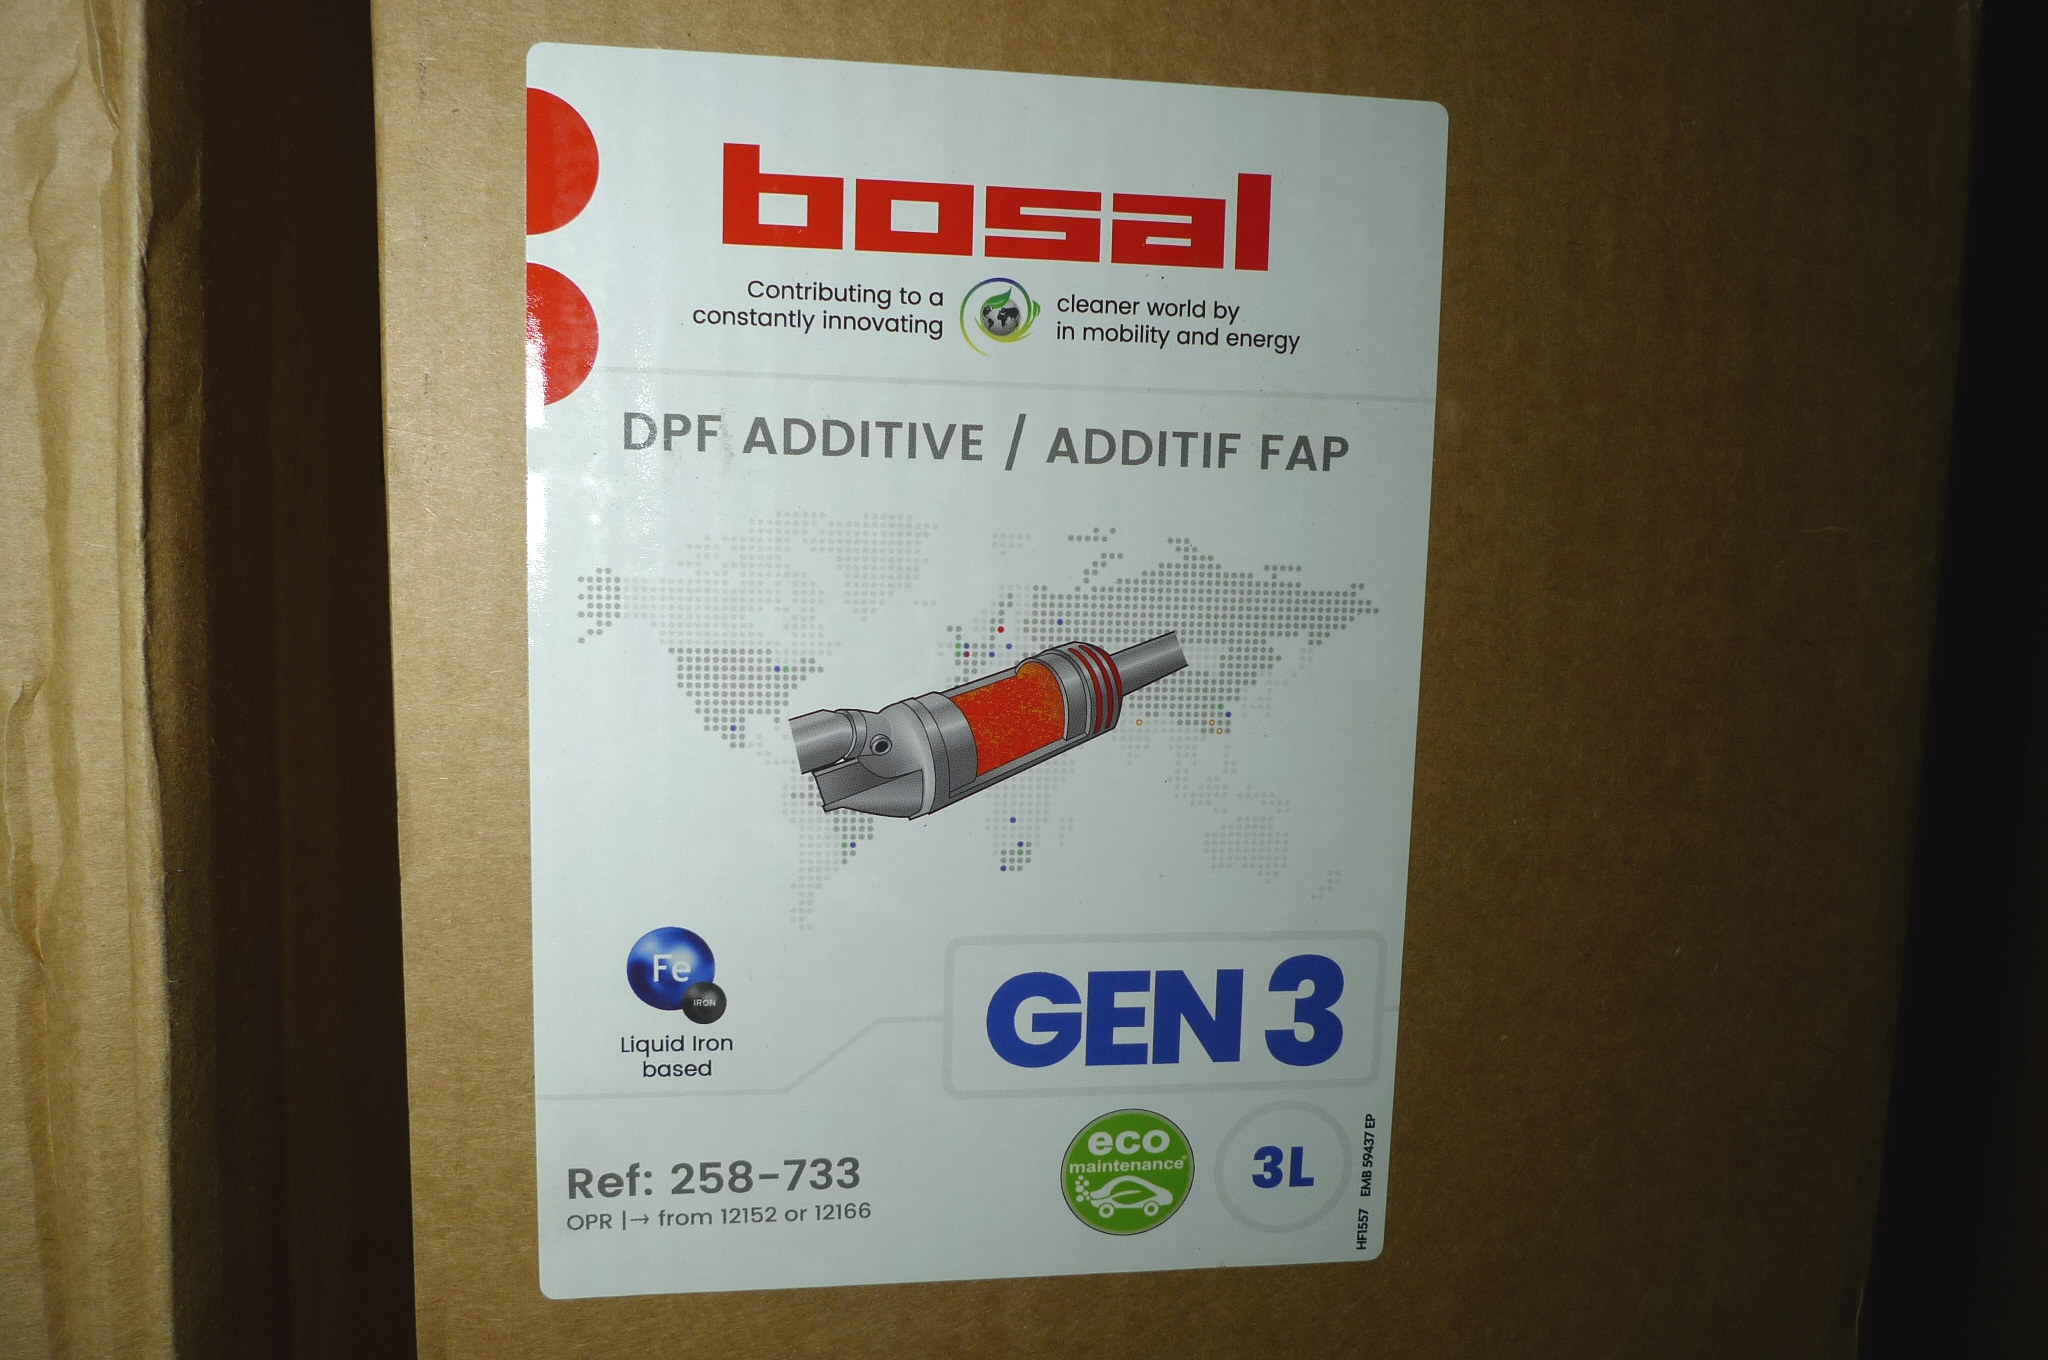 bosal
Contributing to a cleaner world by
constantly innovating in mobility and energy
DPF ADDITIVE / ADDITIF FAP
Fe
IRON
Liquid Iron
based
GEN 3
Ref: 258-733
OPR |→ from 12152 or 12166
eco
maintenance
3L
HF1557 EMB 59437 EP